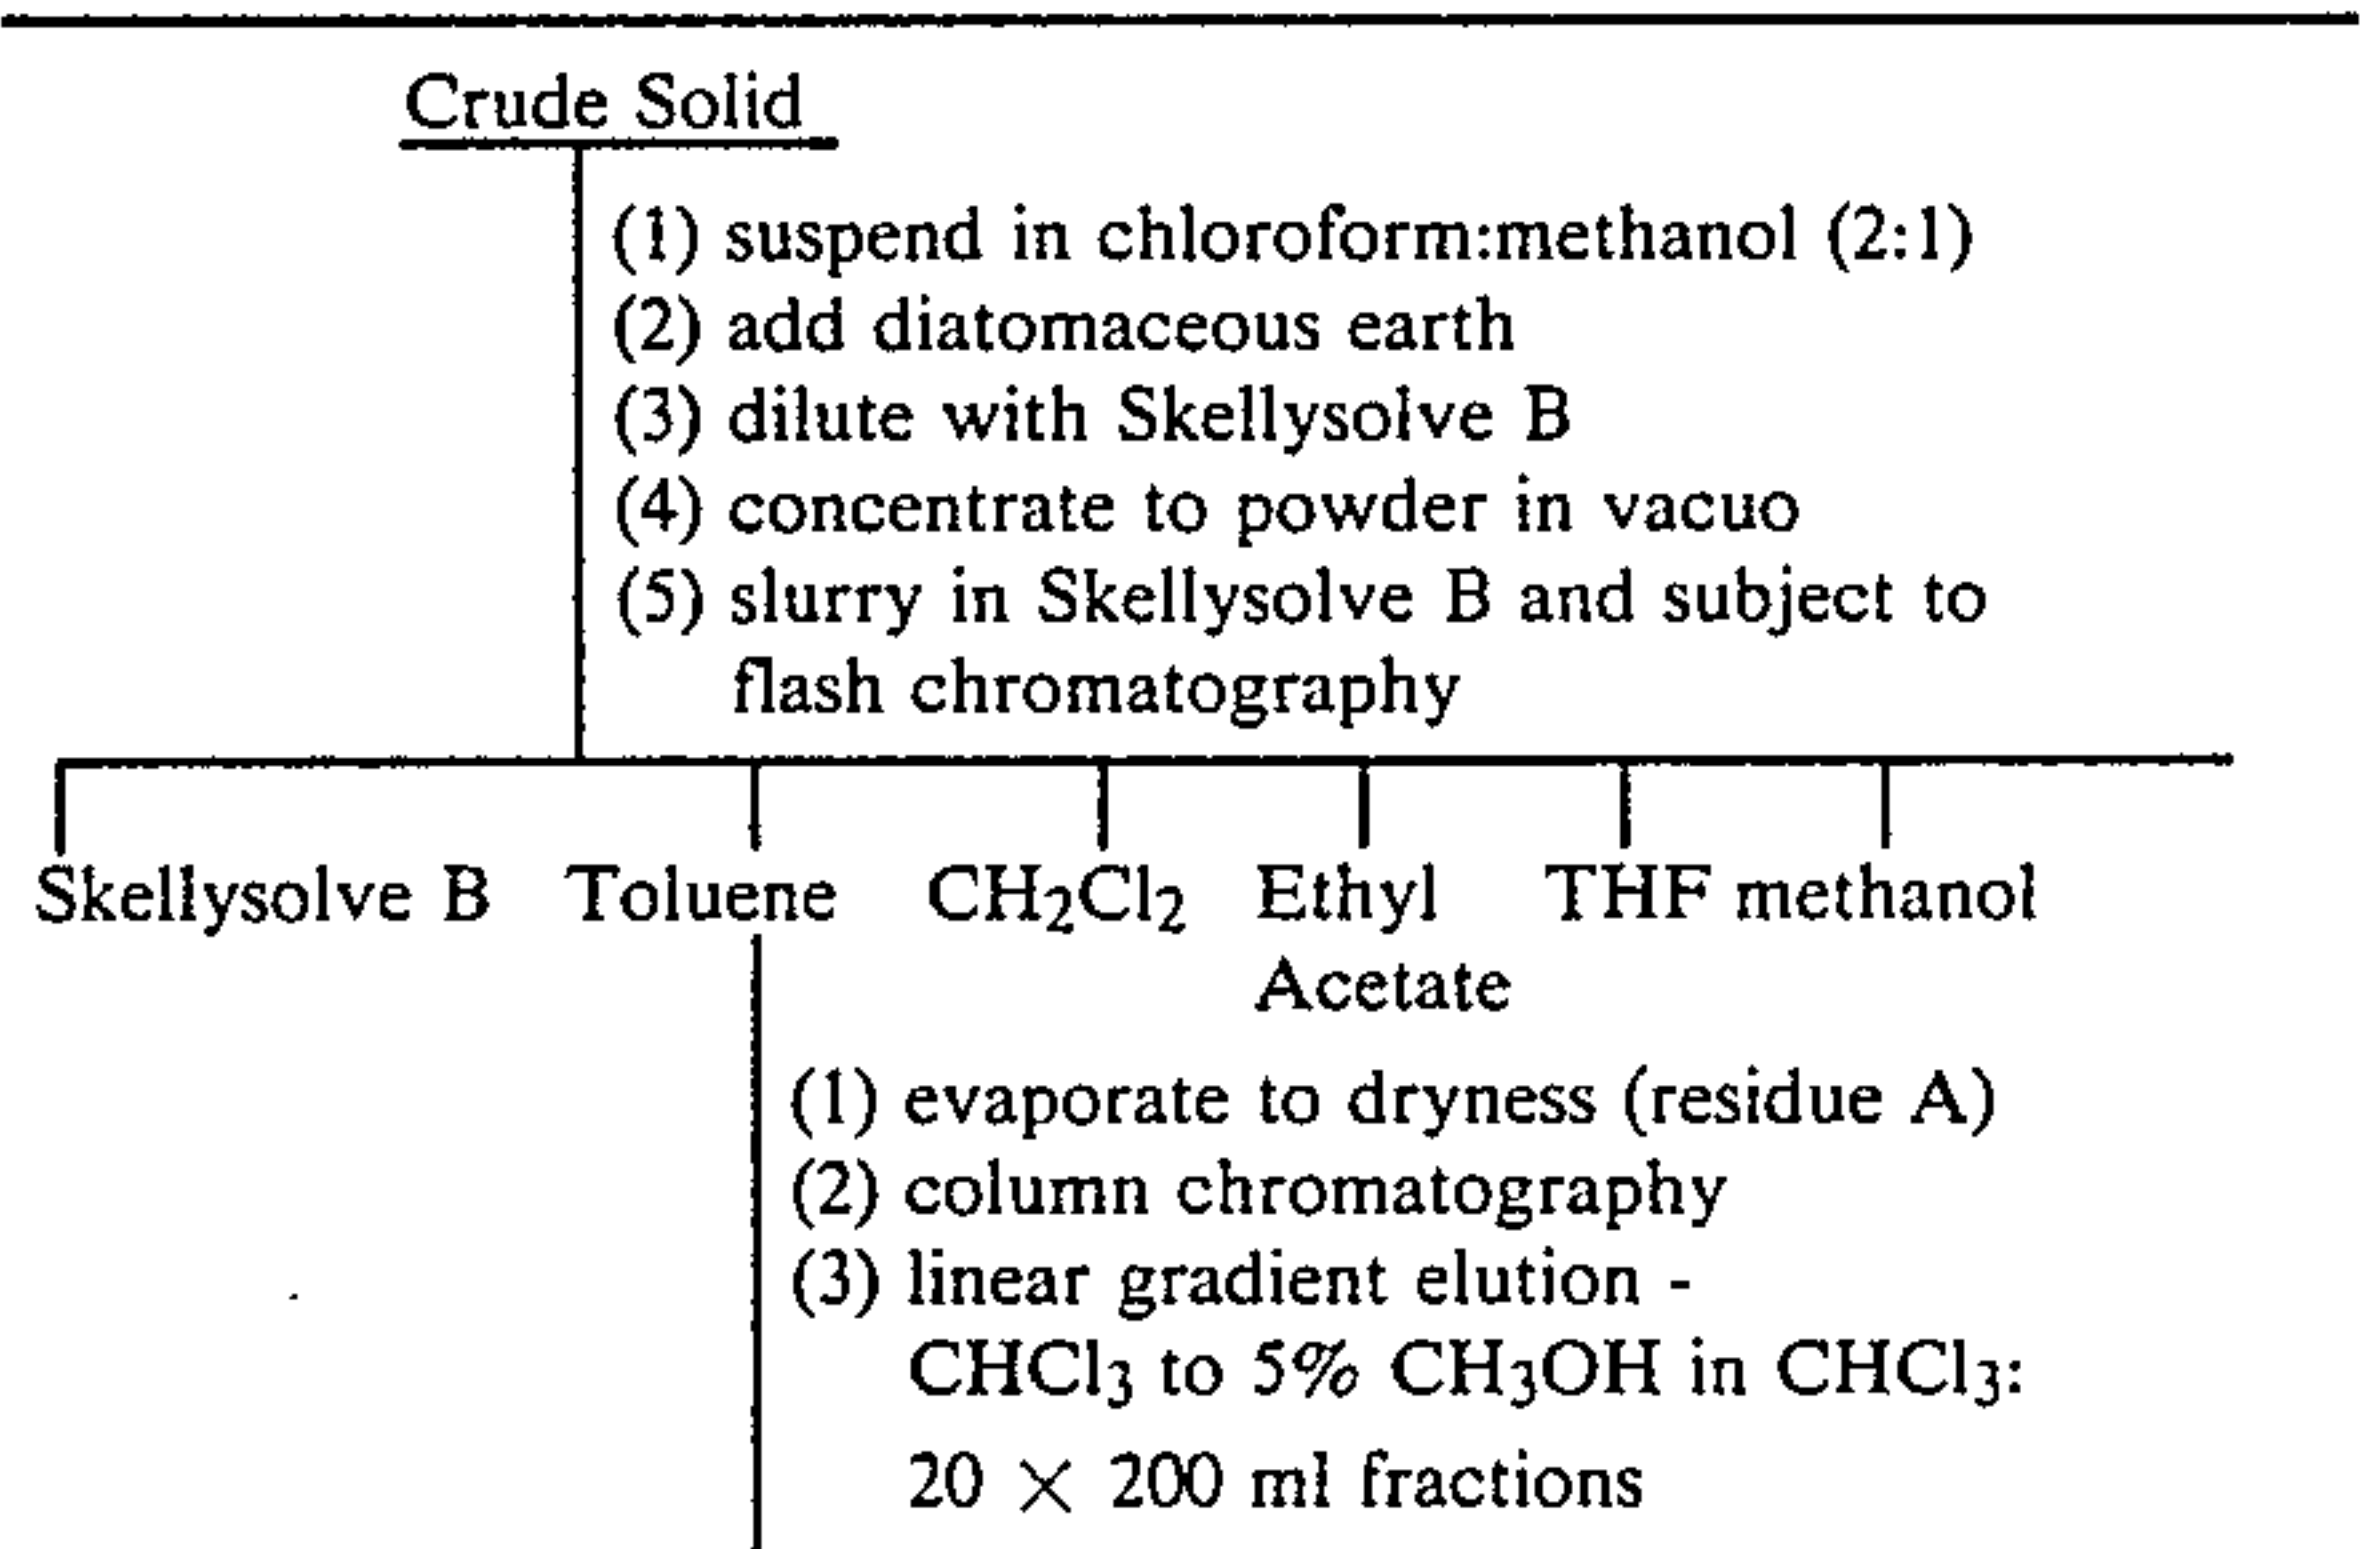 Crude Solid
(1) suspend in chloroform:methanol (2:1)
(2) add diatomaceous earth
(3) dilute with Skellysolve B
(4) concentrate to powder in vacuo
(5) slurry in Skellysolve B and subject to
flash chromatography
Skellysolve B Toluene CH₂Cl₂ Ethyl THF methanol
Acetate
(1) evaporate to dryness (residue A)
(2) column chromatography
(3) linear gradient elution -
CHCl₃ to 5% CH₃OH in CHCl₃:
20 × 200 ml fractions